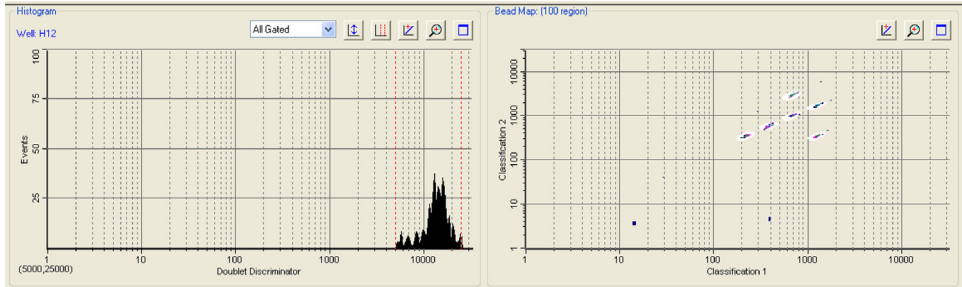 Histogram
Well: H12
All Gated
Events
100
75
50
25
1
10
100
1000
10000
(5000,25000)
Doublet Discriminator
Bead Map: (100 region)
Classification 2
10000
1000
100
10
1
1
10
100
1000
10000
Classification 1